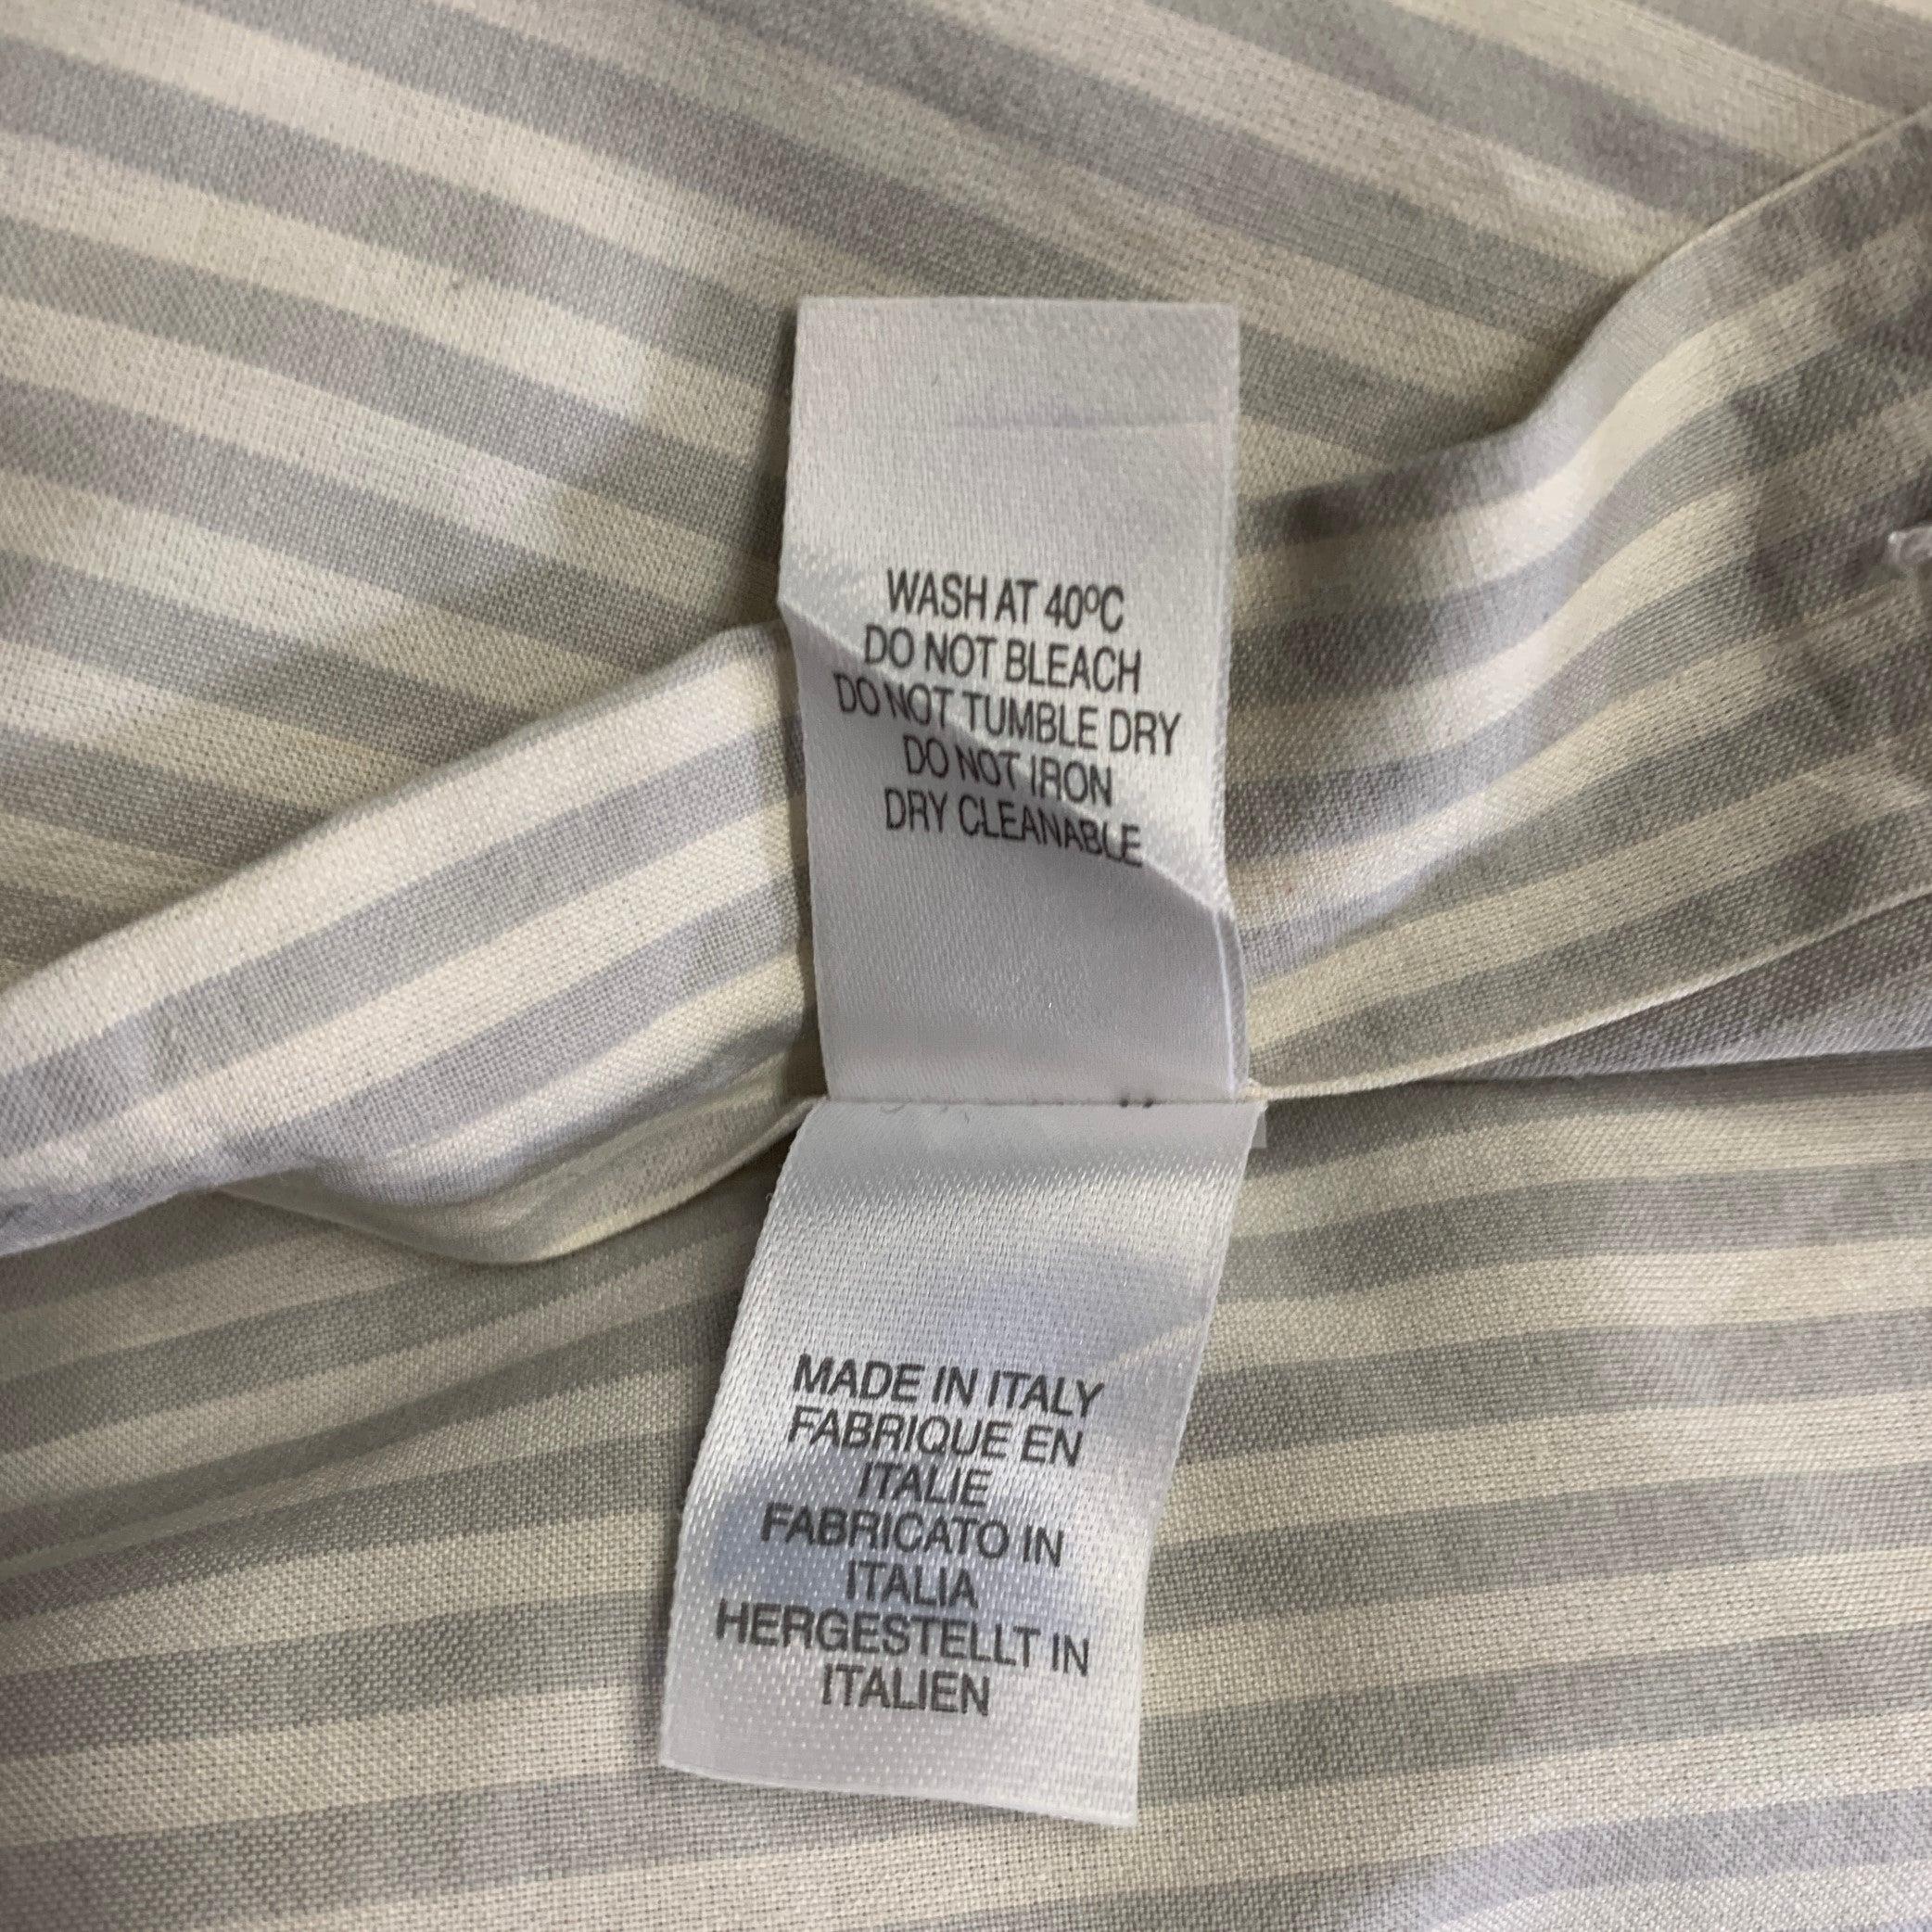 WASH AT 40ºC
DO NOT BLEACH
DO NOT TUMBLE DRY
DO NOT IRON
DRY CLEANABLE
MADE IN ITALY
FABRIQUE EN
ITALIE
FABRICATO IN
ITALIA
HERGESTELLT IN
ITALIEN